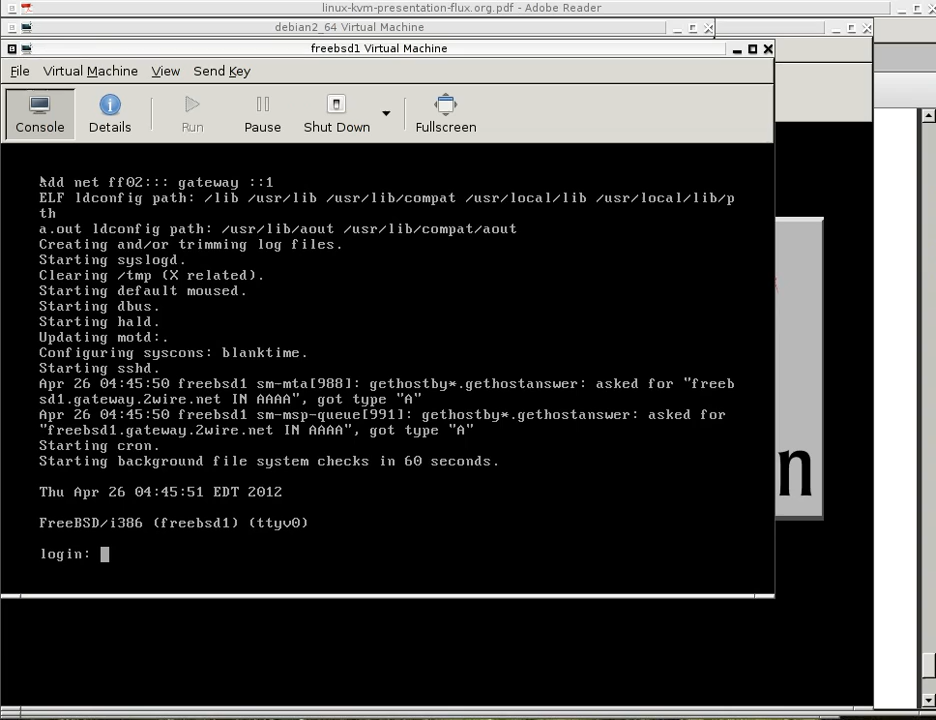 linux-kvm-presentation-flux.org.pdf - Adobe Reader
debian2_64 Virtual Machine
freebsd1 Virtual Machine
File Virtual Machine View Send Key
Console Details Run Pause Shut Down Fullscreen
Add net ff02::: gateway ::1
ELF ldconfig path: /lib /usr/lib /usr/lib/compat /usr/local/lib /usr/local/lib/p
th
a.out ldconfig path: /usr/lib/aout /usr/lib/compat/aout
Creating and/or trimming log files.
Starting syslogd.
Clearing /tmp (X related).
Starting default moused.
Starting dbus.
Starting hald.
Updating motd:.
Configuring syscons: blanktime.
Starting sshd.
Apr 26 04:45:50 freebsd1 sm-mta[988]: gethostby*.gethostanswer: asked for "freeb
sd1.gateway.2wire.net IN AAAA", got type "A"
Apr 26 04:45:50 freebsd1 sm-msp-queue[991]: gethostby*.gethostanswer: asked for
"freebsd1.gateway.2wire.net IN AAAA", got type "A"
Starting cron.
Starting background file system checks in 60 seconds.
Thu Apr 26 04:45:51 EDT 2012
FreeBSD/i386 (freebsd1) (ttyv0)
login:
n